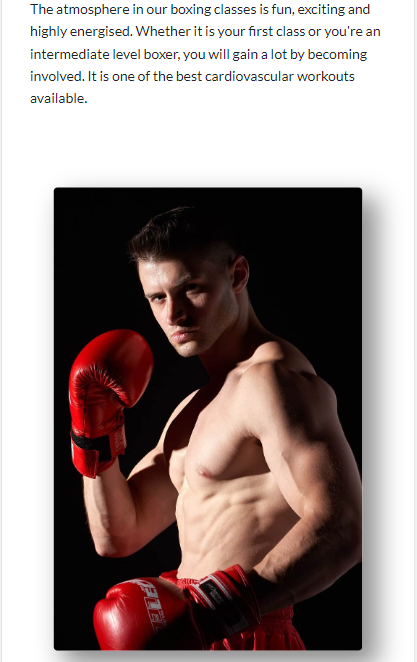 The atmosphere in our boxing classes is fun, exciting and
highly energised. Whether it is your first class or you're an
intermediate level boxer, you will gain a lot by becoming
involved. It is one of the best cardiovascular workouts
available.